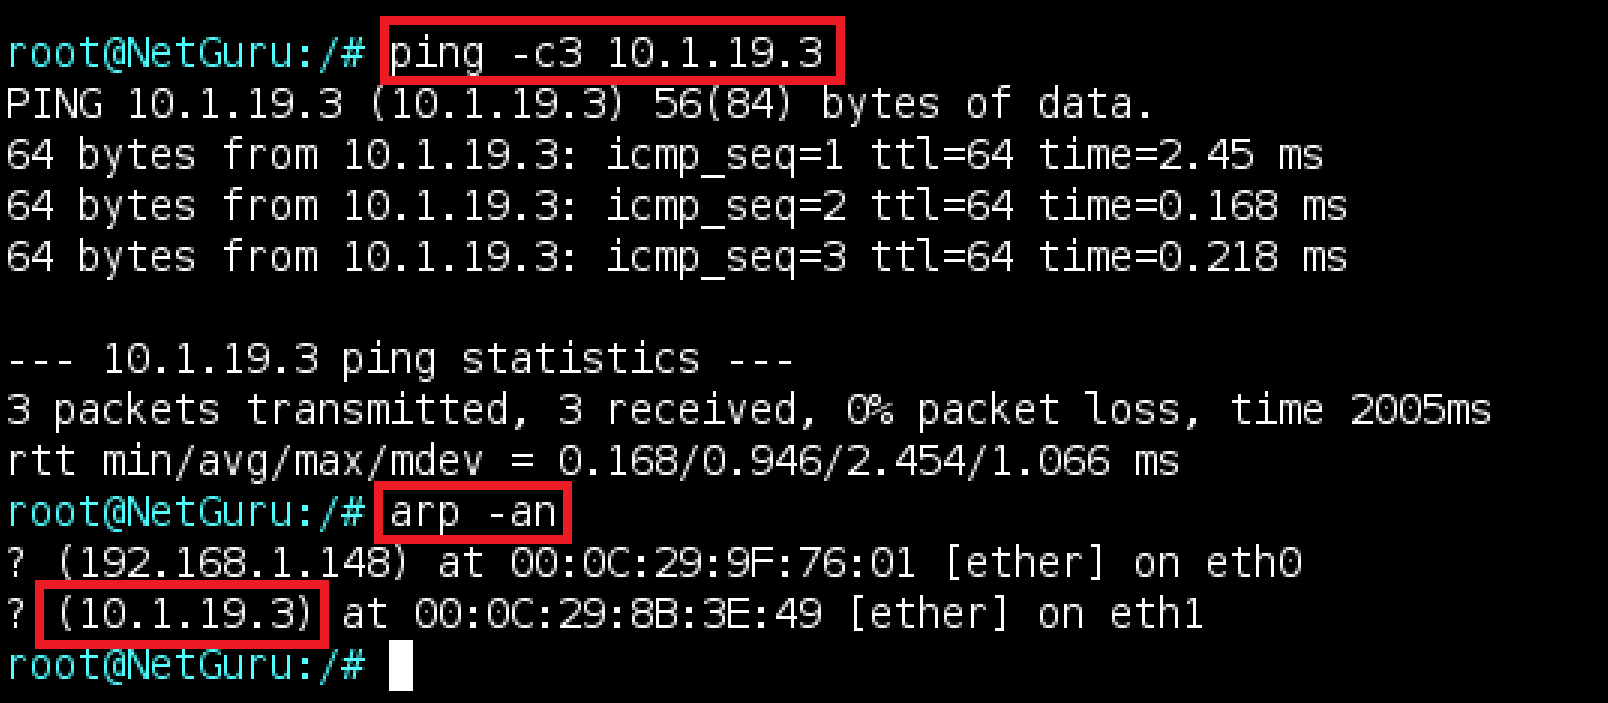 root@NetGuru:/# ping -c3 10.1.19.3
PING 10.1.19.3 (10.1.19.3) 56(84) bytes of data.
64 bytes from 10.1.19.3: icmp_seq=1 ttl=64 time=2.45 ms
64 bytes from 10.1.19.3: icmp_seq=2 ttl=64 time=0.168 ms
64 bytes from 10.1.19.3: icmp_seq=3 ttl=64 time=0.218 ms
--- 10.1.19.3 ping statistics ---
3 packets transmitted, 3 received, 0% packet loss, time 2005ms
rtt min/avg/max/mdev = 0.168/0.946/2.454/1.066 ms
root@NetGuru:/# arp -an
? (192.168.1.148) at 00:0C:29:9F:76:01 [ether] on eth0
? (10.1.19.3) at 00:0C:29:8B:3E:49 [ether] on eth1
root@NetGuru:/#